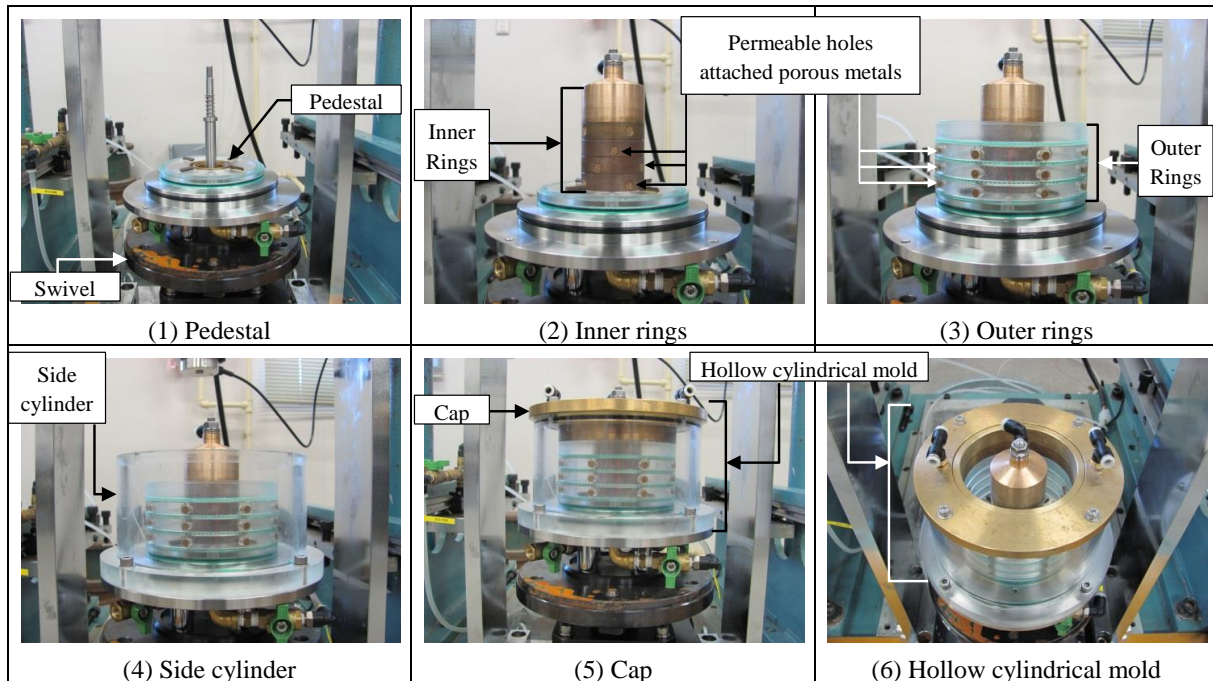 Pedestal
Swivel
(1) Pedestal
Inner
Rings
(2) Inner rings
Permeable holes
attached porous metals
Outer
Rings
(3) Outer rings
Side
cylinder
(4) Side cylinder
Cap
(5) Cap
Hollow cylindrical mold
(6) Hollow cylindrical mold